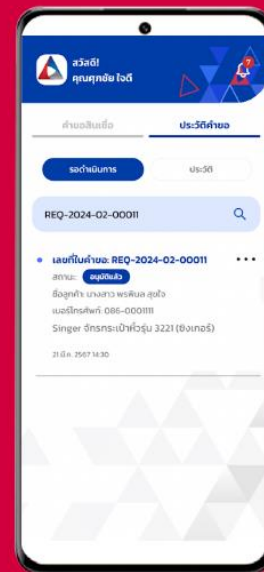 สวัสดี!
คุณศุภชัย ใจดี
7
คำขอสินเชื่อ
ประวัติคำขอ
รอดำเนินการ
ประวัติ
REQ-2024-02-00011
เลขที่ใบคำขอ: REQ-2024-02-00011
สถานะ: อนุมัติแล้ว
ชื่อลูกค้า: นางสาว พรพิมล สุขใจ
เบอร์โทรศัพท์: 086-0001111
Singer จักรกระเป๋าหิ้วรุ่น 3221 (ซิงเกอร์)
21 มี.ค. 2567 14:30